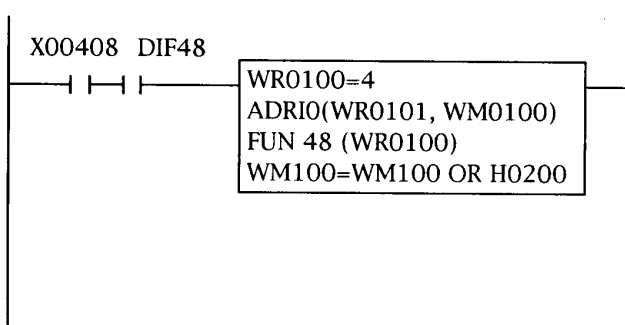 X00408 DIF48
WR0100=4
ADRIO(WR0101, WM0100)
FUN 48 (WR0100)
WM100=WM100 OR H0200